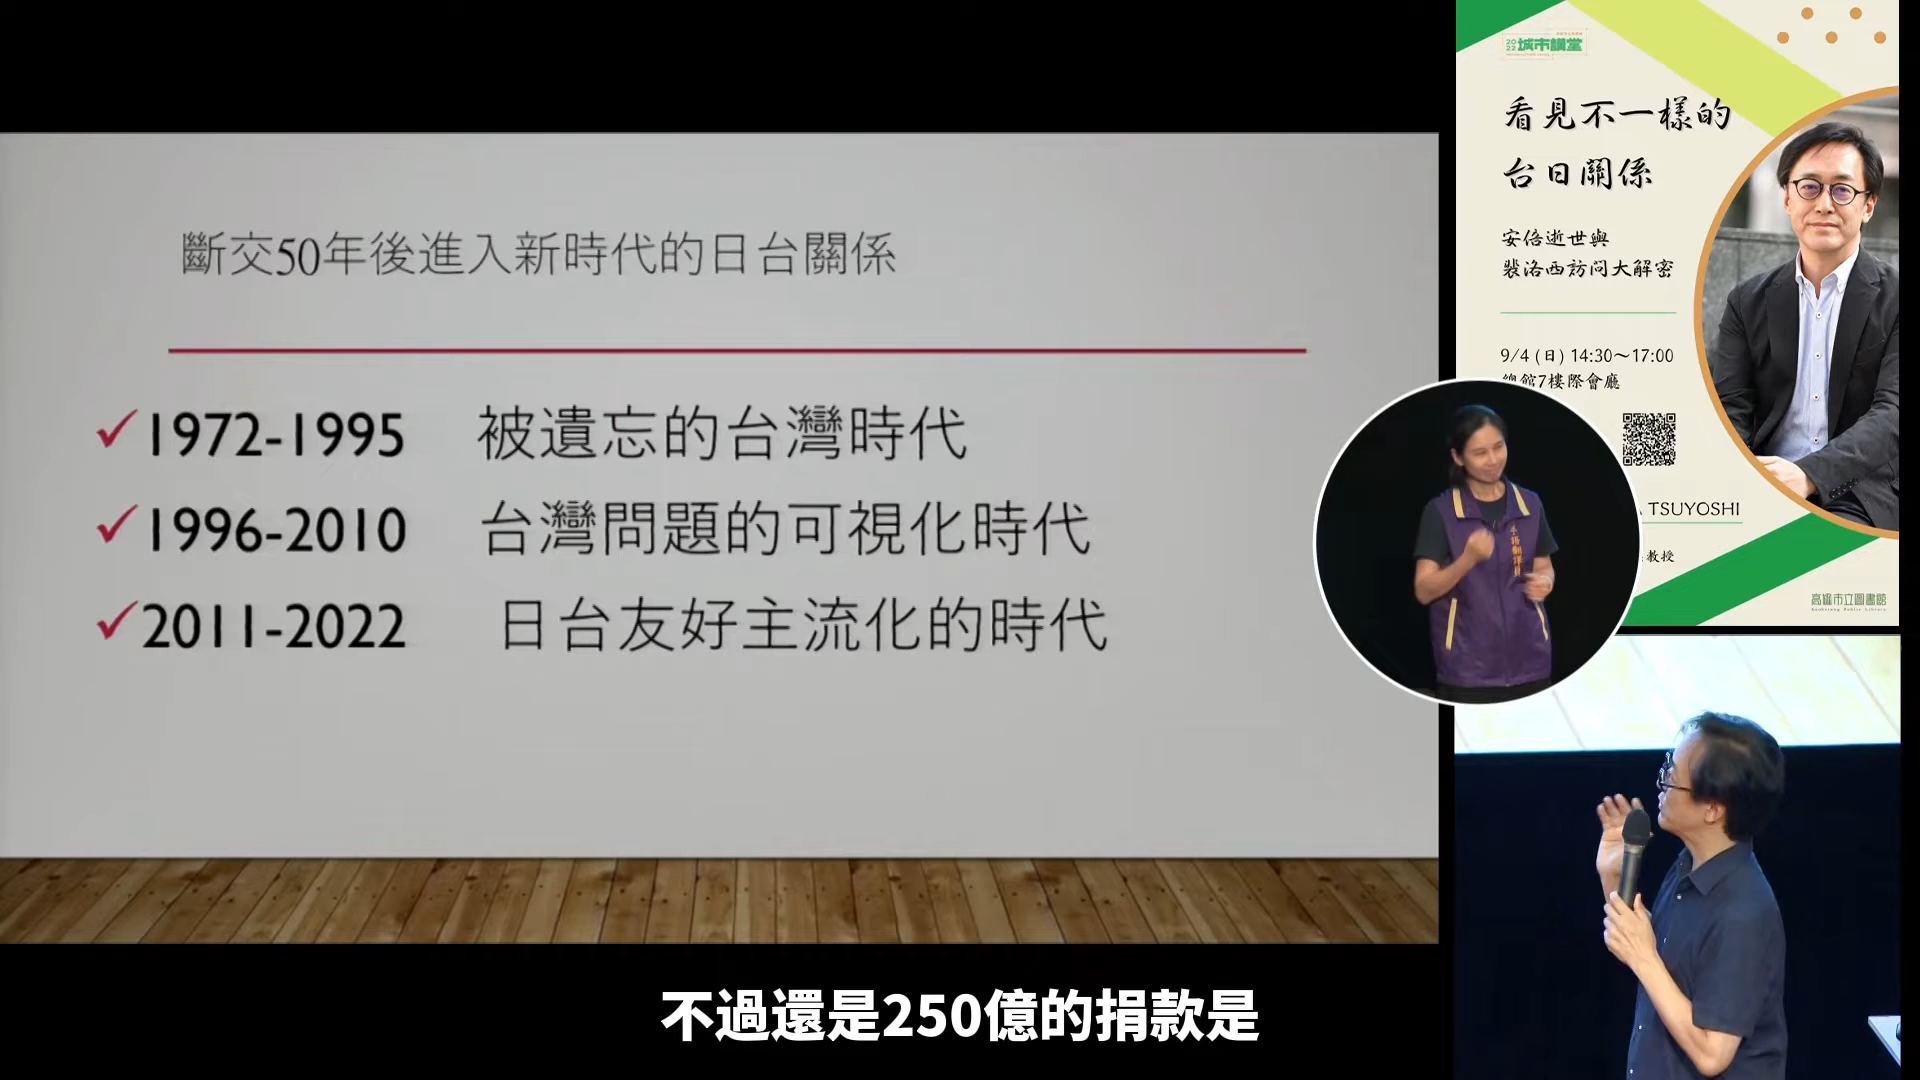 斷交50年後進入新時代的日台關係
1972-1995 被遺忘的台灣時代
1996-2010 台灣問題的可視化時代
2011-2022 日台友好主流化的時代
2022 城市講堂
看見不一樣的
台日關係
安倍逝世與
裴洛西訪問大解密
9/4 (日) 14:30~17:00
總館7樓際會廳
TSUYOSHI
教授
高雄市立圖書館
Kaohsiung Public Library
手語翻譯員
不過還是250億的捐款是